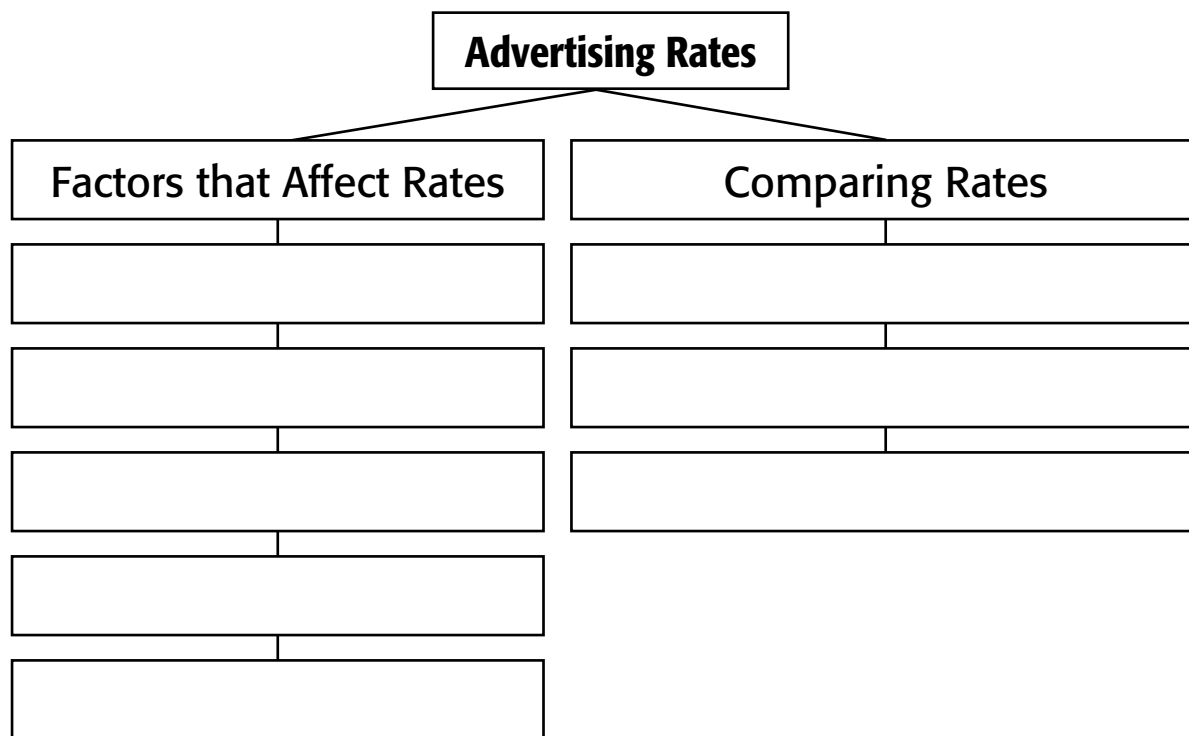 Advertising Rates
Factors that Affect Rates
Comparing Rates